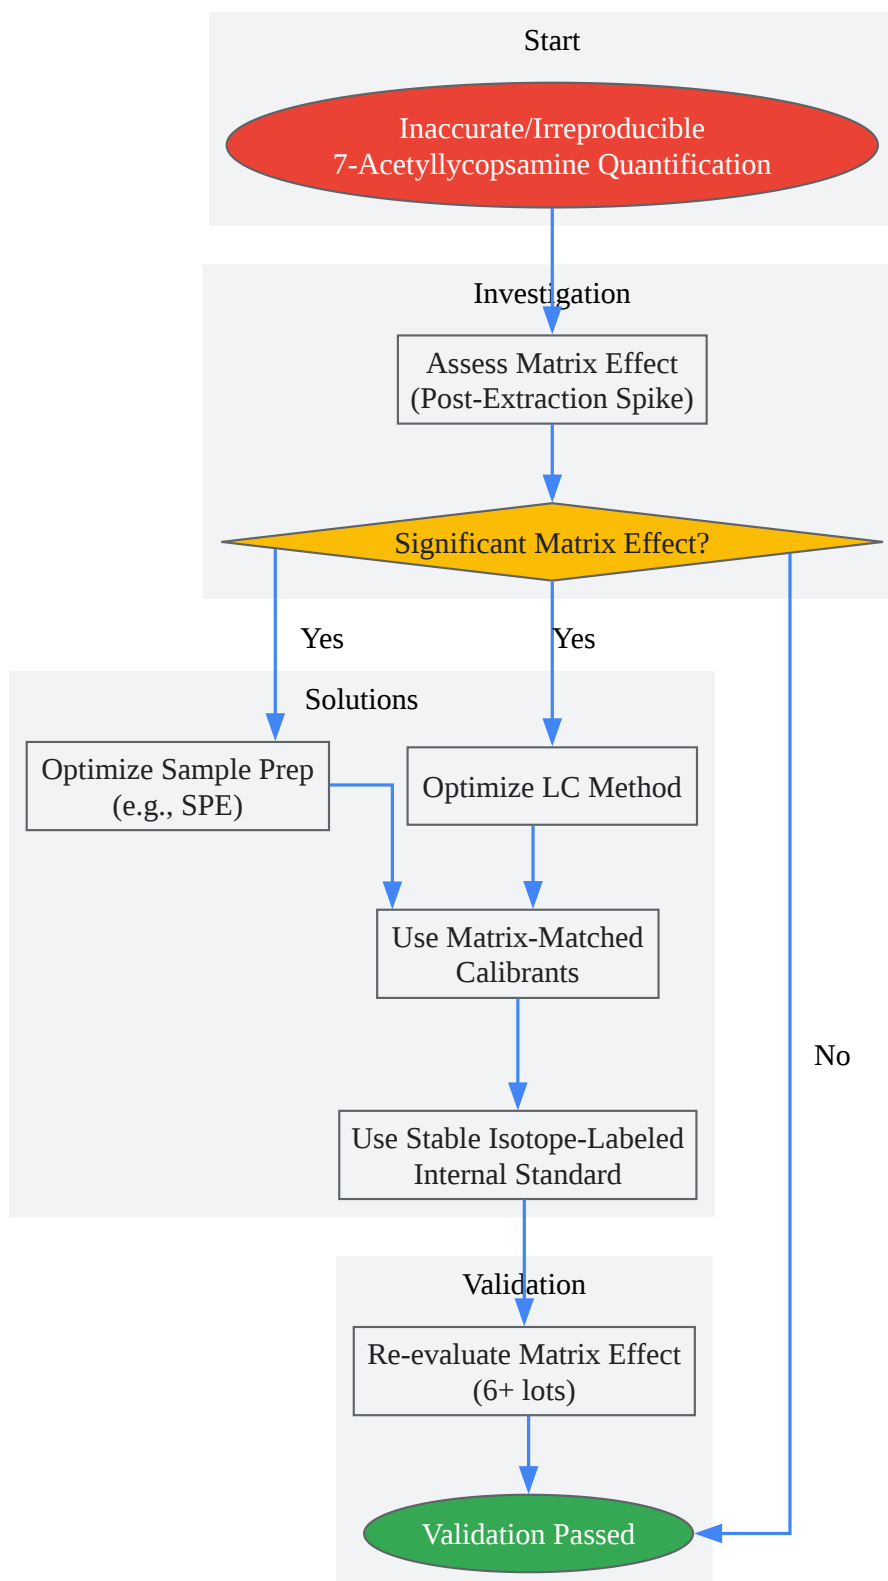 Start
Inaccurate/Irreproducible
7-Acetyllycopsamine Quantification
Investigation
Assess Matrix Effect
(Post-Extraction Spike)
Significant Matrix Effect?
Yes
Yes
Solutions
Optimize Sample Prep
(e.g., SPE)
Optimize LC Method
Use Matrix-Matched
Calibrants
No
Use Stable Isotope-Labeled
Internal Standard
Validation
Re-evaluate Matrix Effect
(6+ lots)
Validation Passed